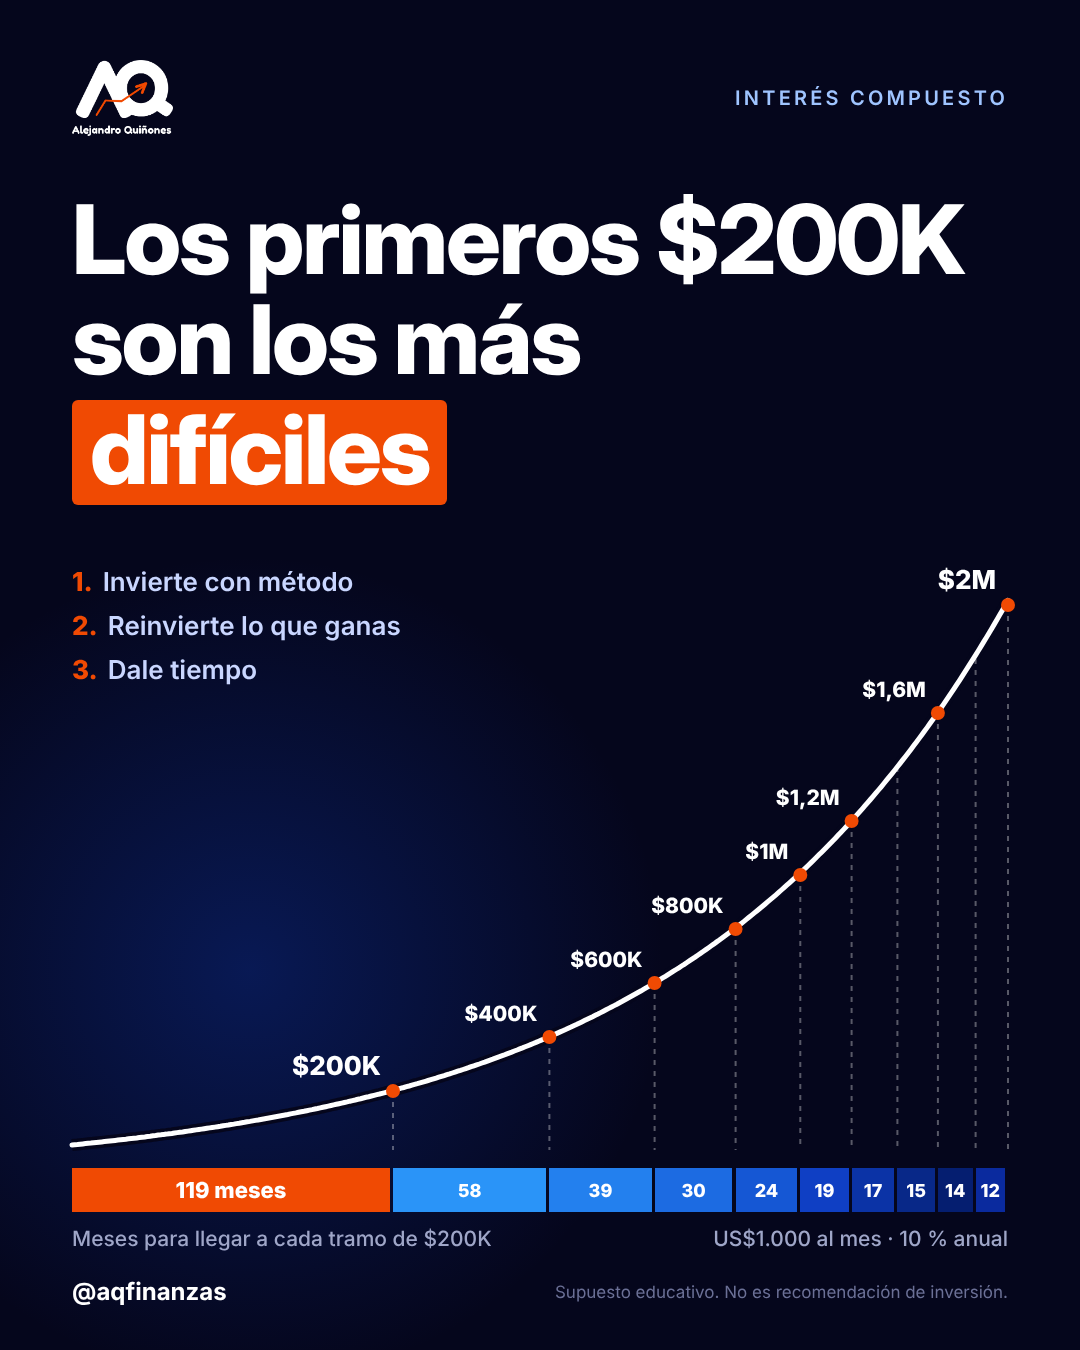 AQ
Alejandro Quiñones
INTERÉS COMPUESTO
Los primeros $200K
son los más
difíciles
1. Invierte con método
2. Reinvierte lo que ganas
3. Dale tiempo
$2M
$1,6M
$1,2M
$1M
$800K
$600K
$400K
$200K
119 meses 58 39 30 24 19 17 15 14 12
Meses para llegar a cada tramo de $200K US$1.000 al mes · 10 % anual
@aqfinanzas Supuesto educativo. No es recomendación de inversión.